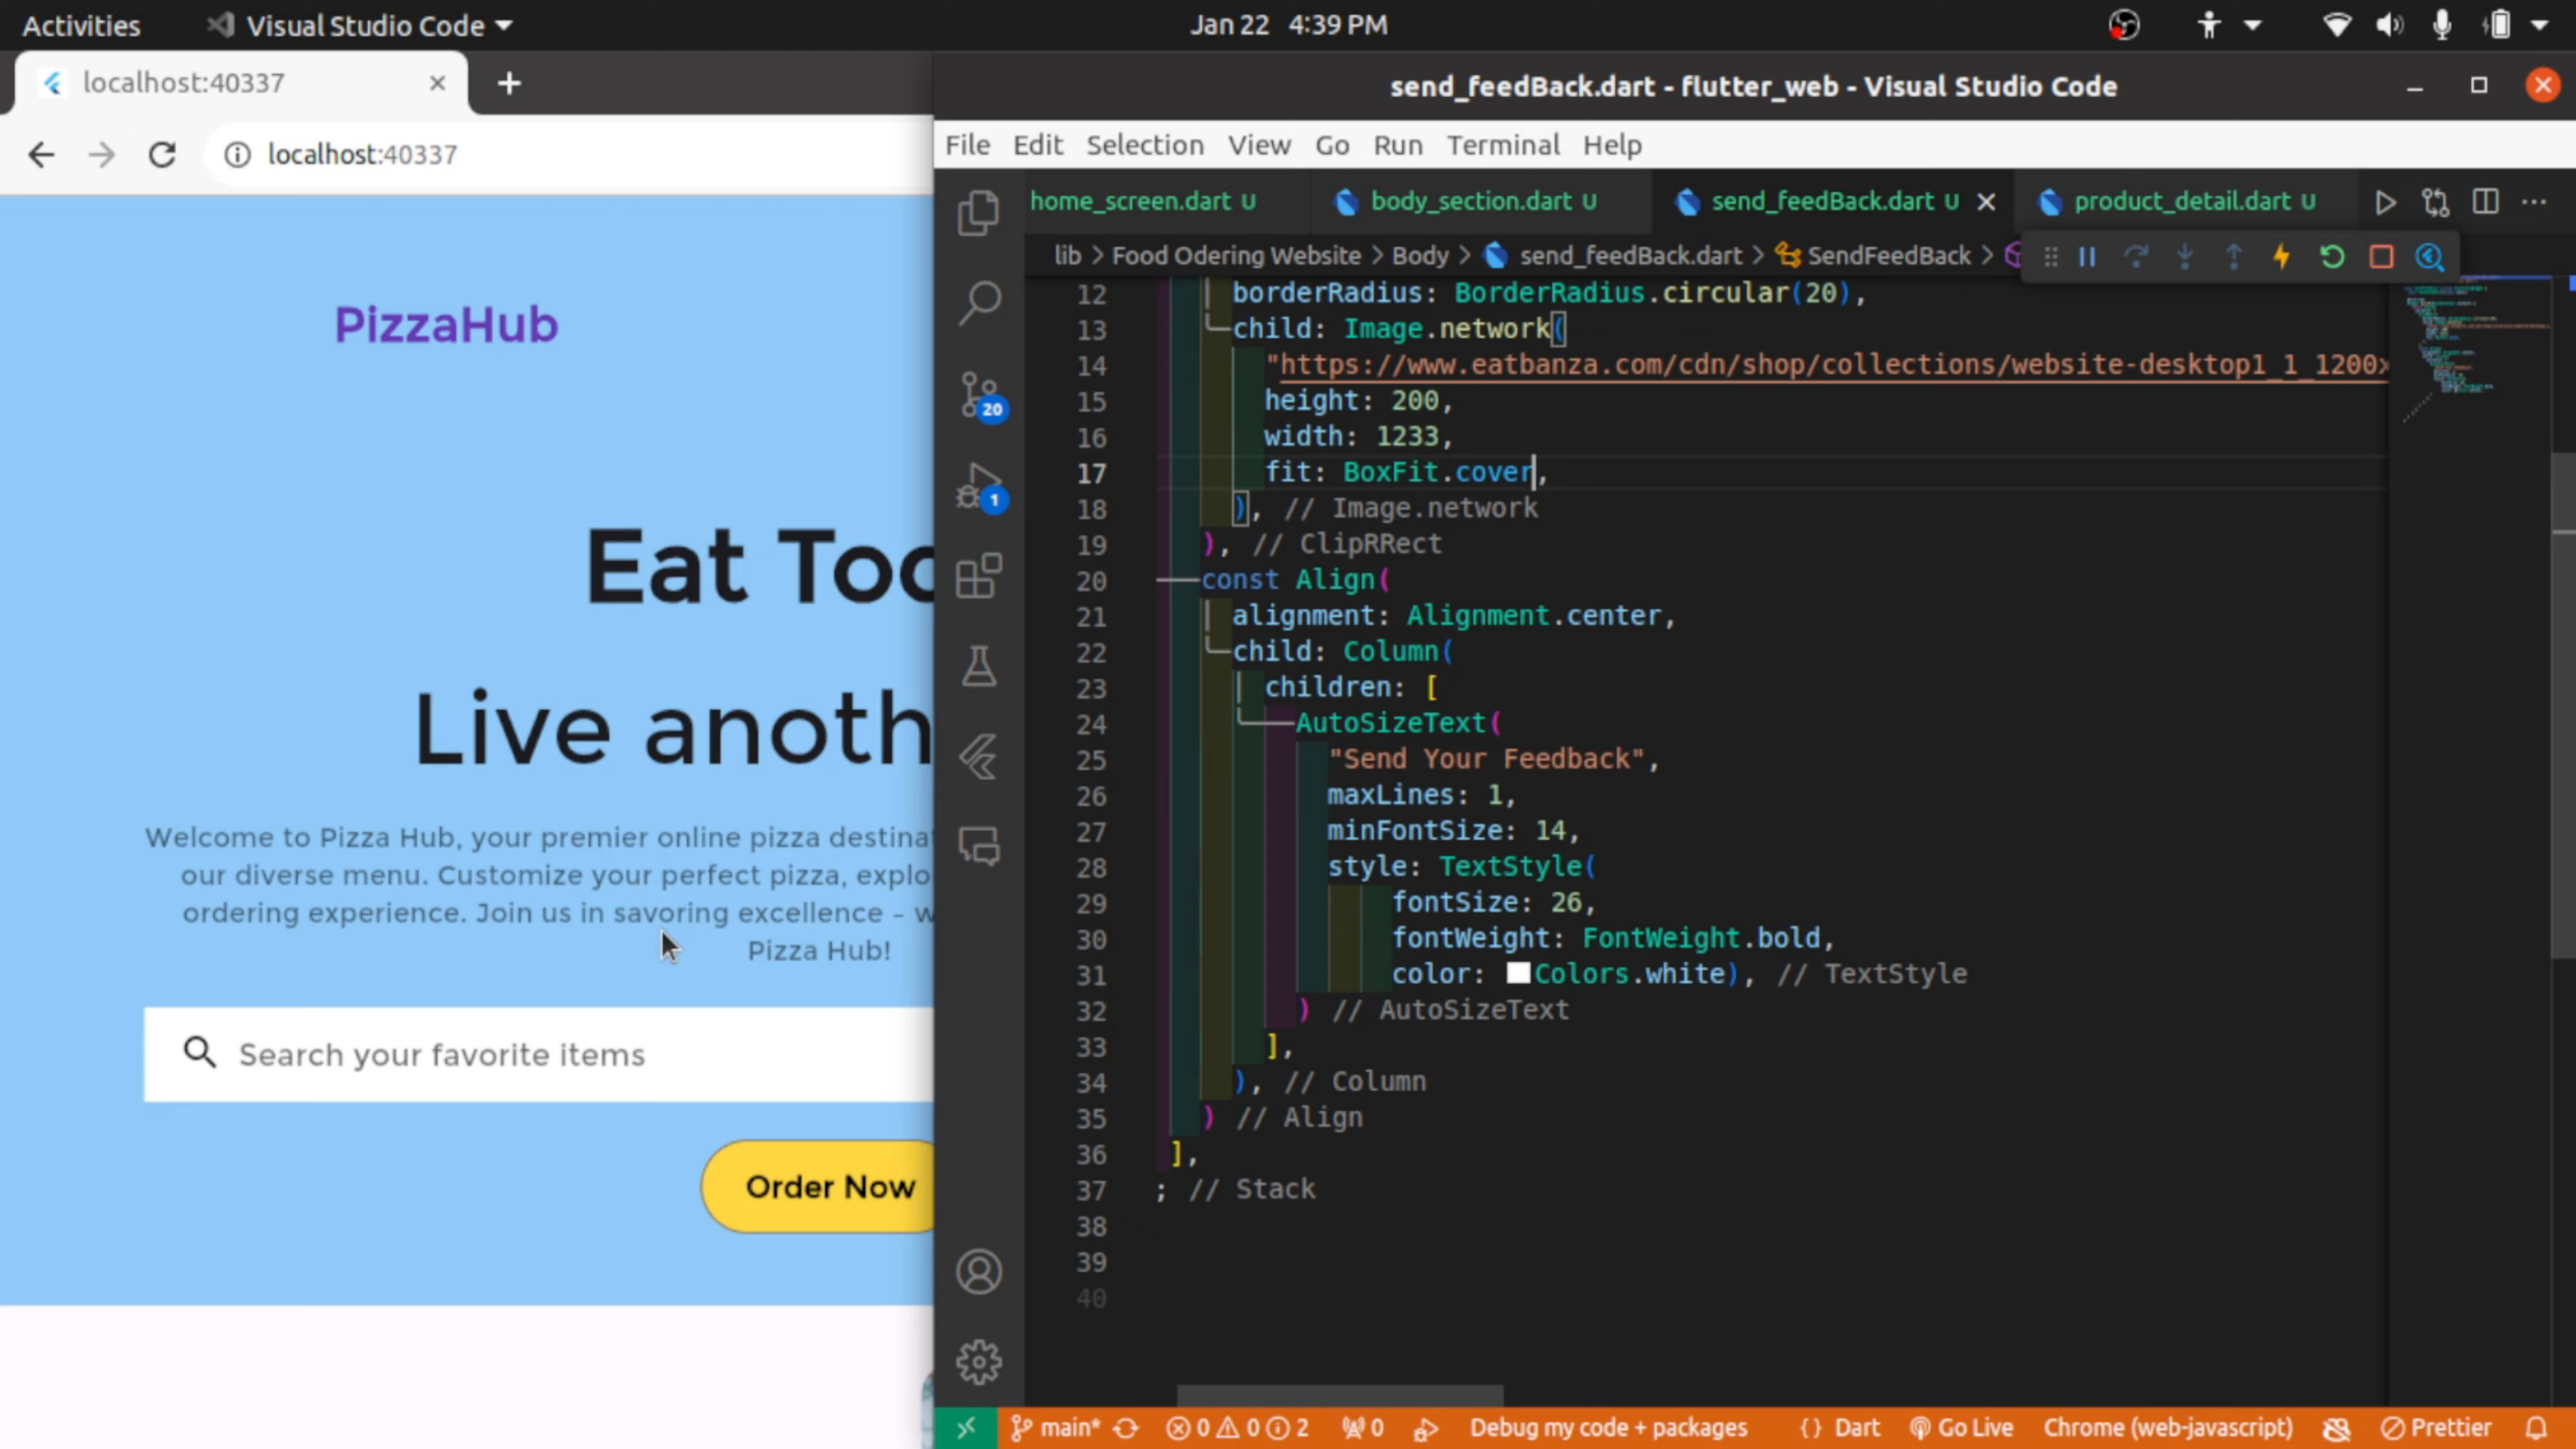 Activities
Visual Studio Code
Jan 22 4:39 PM
localhost:40337
localhost:40337
PizzaHub
Eat Too
Live anoth
Welcome to Pizza Hub, your premier online pizza destinat
our diverse menu. Customize your perfect pizza, explo
ordering experience. Join us in savoring excellence – w
Pizza Hub!
Search your favorite items
Order Now
send_feedBack.dart - flutter_web - Visual Studio Code
File Edit Selection View Go Run Terminal Help
home_screen.dart U
body_section.dart U
send_feedBack.dart U
product_detail.dart U
lib > Food Odering Website > Body > send_feedBack.dart > SendFeedBack >
20
1
12 borderRadius: BorderRadius.circular(20),
13 child: Image.network(
14 "https://www.eatbanza.com/cdn/shop/collections/website-desktop1_1_1200x
15 height: 200,
16 width: 1233,
17 fit: BoxFit.cover,
18 ), // Image.network
19 ), // ClipRRect
20 const Align(
21 alignment: Alignment.center,
22 child: Column(
23 children: [
24 AutoSizeText(
25 "Send Your Feedback",
26 maxLines: 1,
27 minFontSize: 14,
28 style: TextStyle(
29 fontSize: 26,
30 fontWeight: FontWeight.bold,
31 color: Colors.white), // TextStyle
32 ) // AutoSizeText
33 ],
34 ), // Column
35 ) // Align
36 ],
37 ; // Stack
38
39
40
main* 0 0 2 0 Debug my code + packages {} Dart Go Live Chrome (web-javascript) Prettier